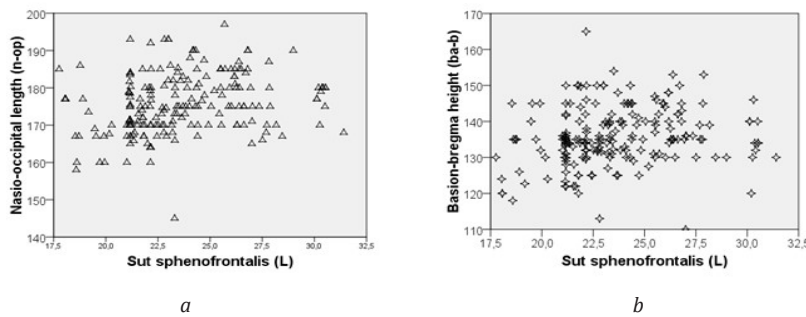 Nasio-occipital length (n-op)
200
190
180
170
160
150
140
17,5 20,0 22,5 25,0 27,5 30,0 32,5
Sut sphenofrontalis (L)
a
Basion-bregma height (ba-b)
170
160
150
140
130
120
110
17,5 20,0 22,5 25,0 27,5 30,0 32,5
Sut sphenofrontalis (L)
b